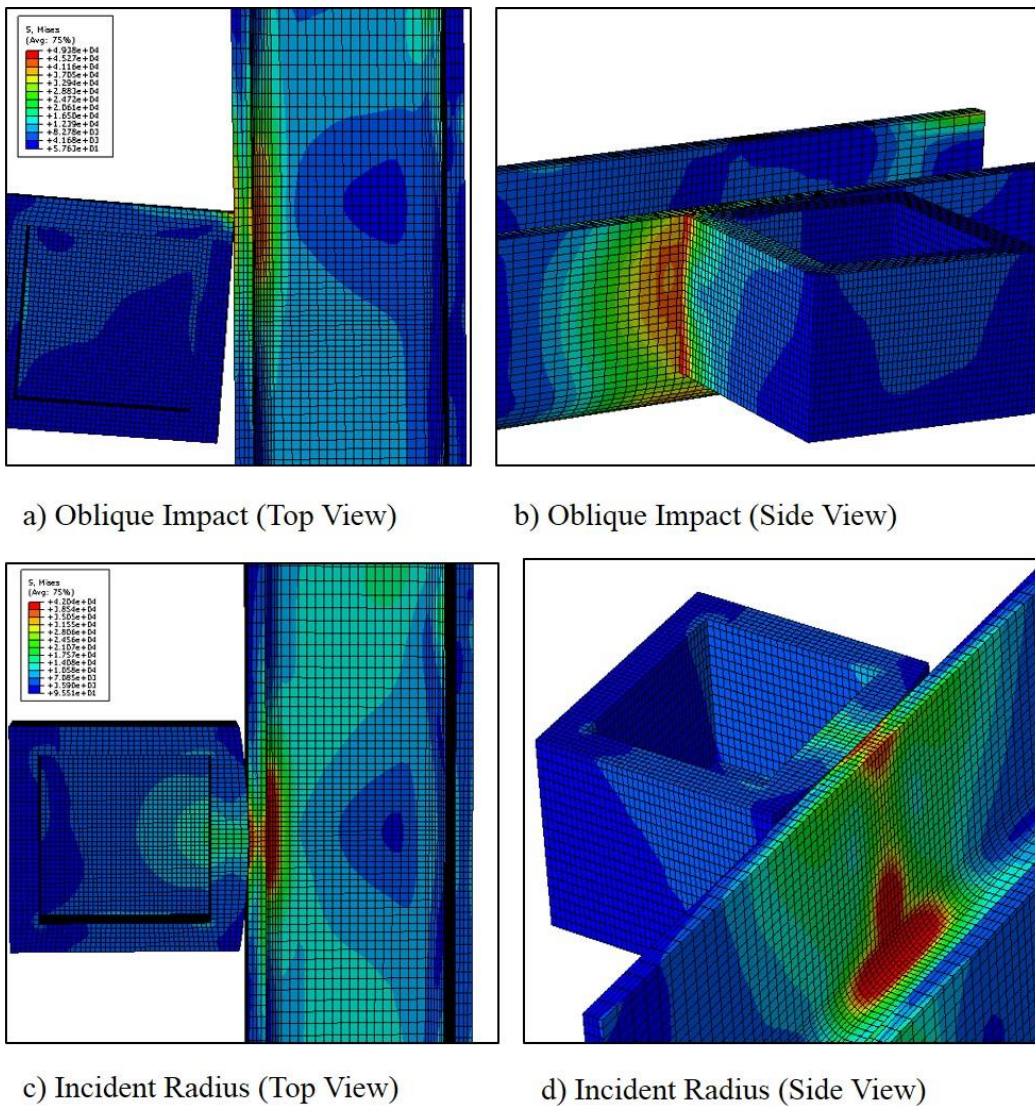 S, Mises
(Avg: 75%)
+4.938e+04
+4.527e+04
+4.116e+04
+3.705e+04
+3.294e+04
+2.883e+04
+2.472e+04
+2.061e+04
+1.650e+04
+1.239e+04
+8.278e+03
+4.168e+03
+5.763e+01
a) Oblique Impact (Top View)
b) Oblique Impact (Side View)
S, Mises
(Avg: 75%)
+4.204e+04
+3.854e+04
+3.505e+04
+3.155e+04
+2.806e+04
+2.456e+04
+2.107e+04
+1.757e+04
+1.408e+04
+1.058e+04
+7.085e+03
+3.590e+03
+9.551e+01
c) Incident Radius (Top View)
d) Incident Radius (Side View)